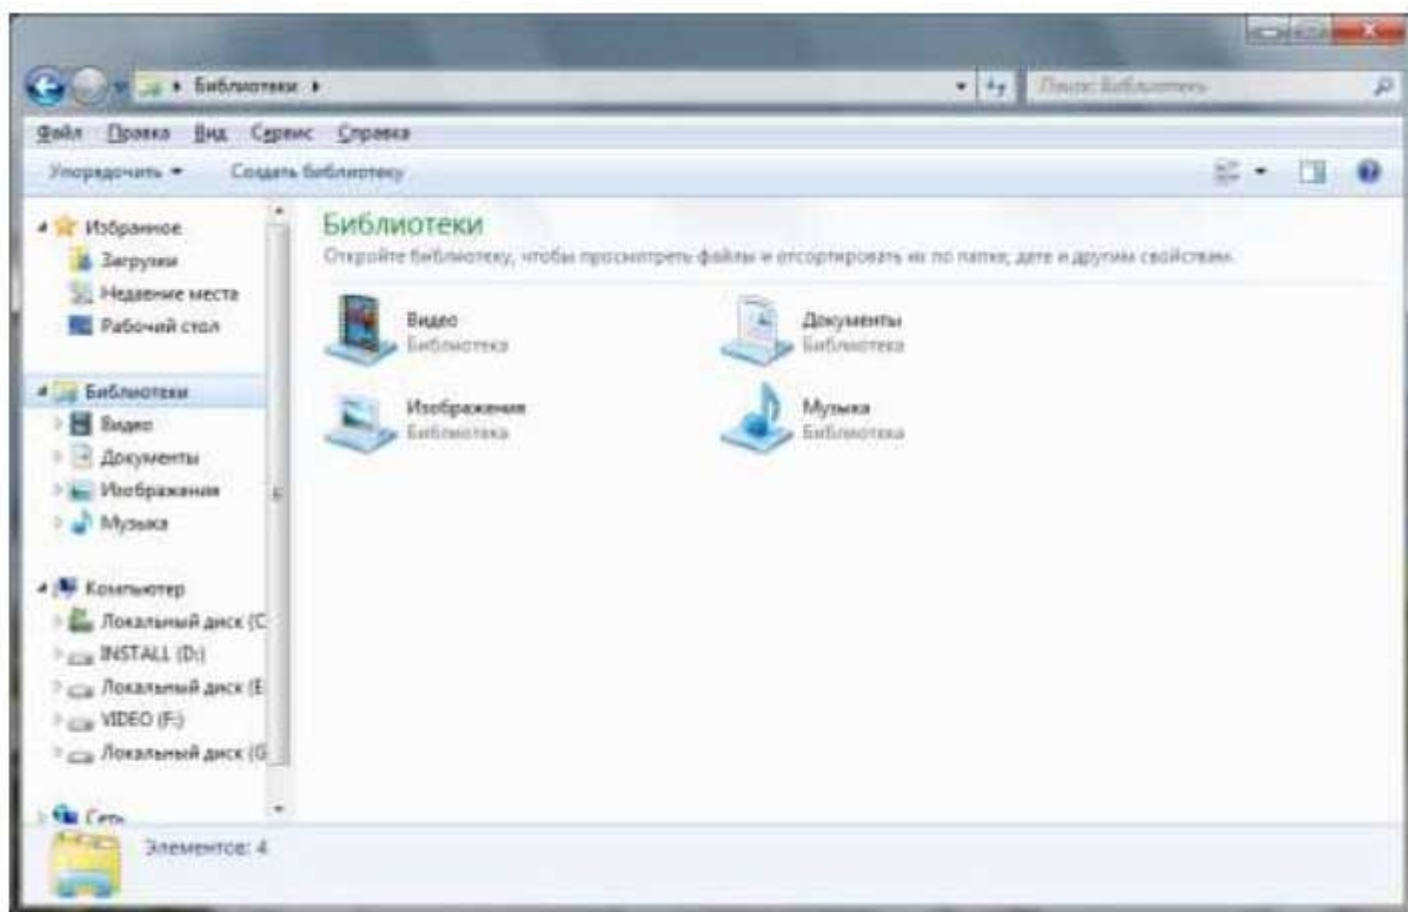 Библиотеки
Поиск: Библиотеки
Файл Правка Вид Сервис Справка
Упорядочить Создать библиотеку
Избранное
Загрузки
Недавние места
Рабочий стол
Библиотеки
Видео
Документы
Изображения
Музыка
Компьютер
Локальный диск (C
INSTALL (D:)
Локальный диск (E
VIDEO (F:)
Локальный диск (G
Сеть
Библиотеки
Откройте библиотеку, чтобы просмотреть файлы и отсортировать их по папке, дате и другим свойствам.
Видео
Библиотека
Документы
Библиотека
Изображения
Библиотека
Музыка
Библиотека
Элементов: 4